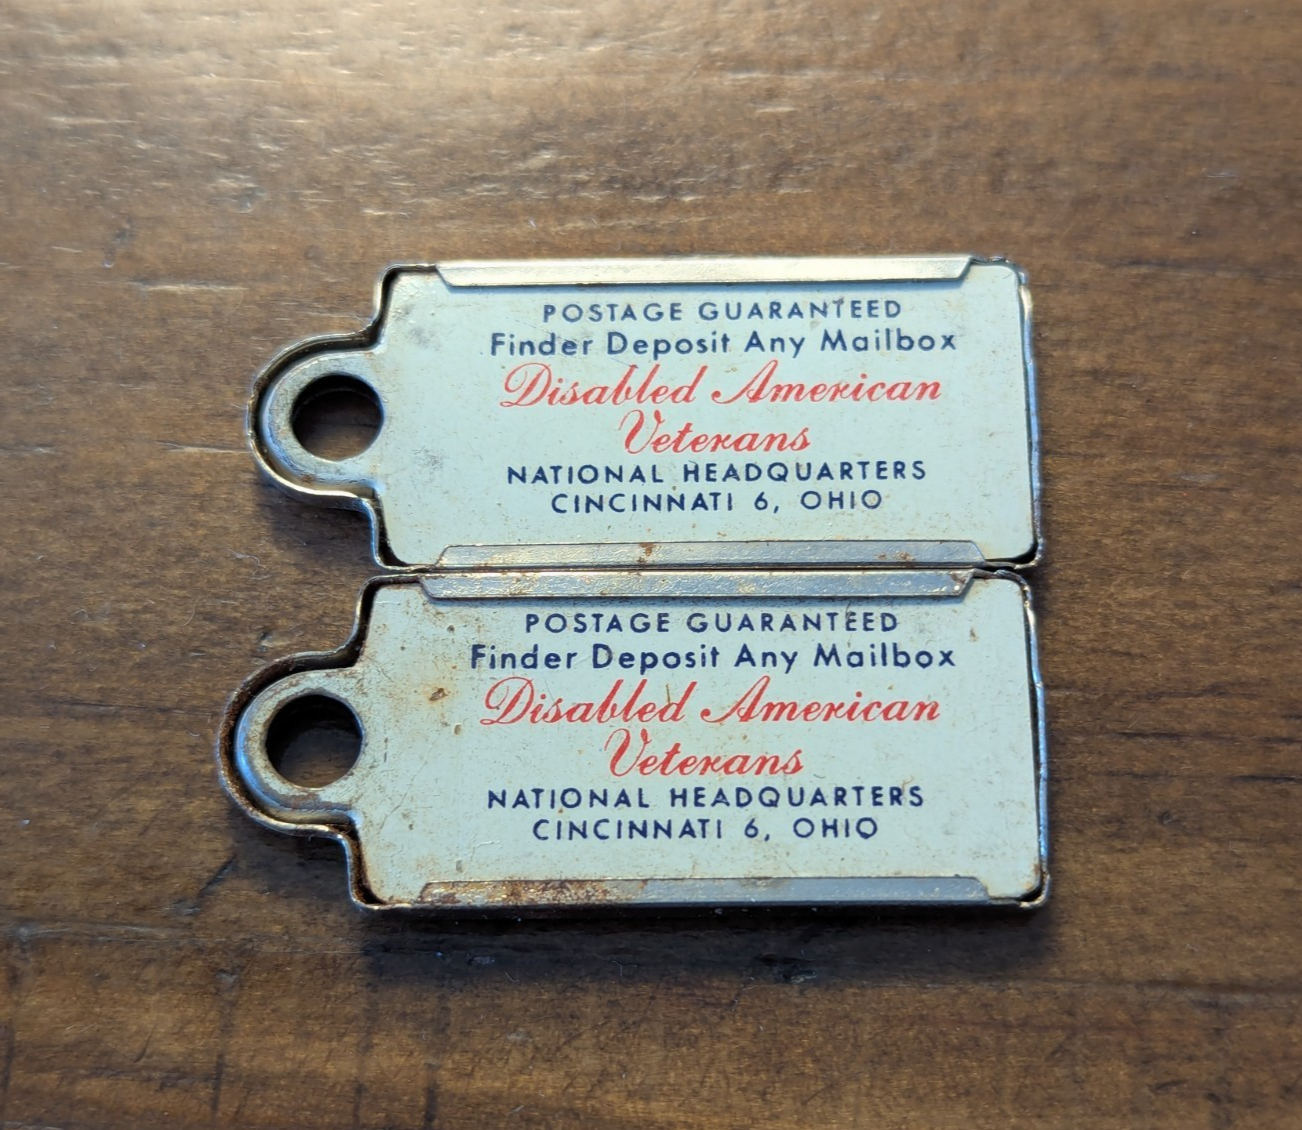 POSTAGE GUARANTEED
Finder Deposit Any Mailbox
Disabled American
Veterans
NATIONAL HEADQUARTERS
CINCINNATI 6, OHIO
POSTAGE GUARANTEED
Finder Deposit Any Mailbox
Disabled American
Veterans
NATIONAL HEADQUARTERS
CINCINNATI 6, OHIO